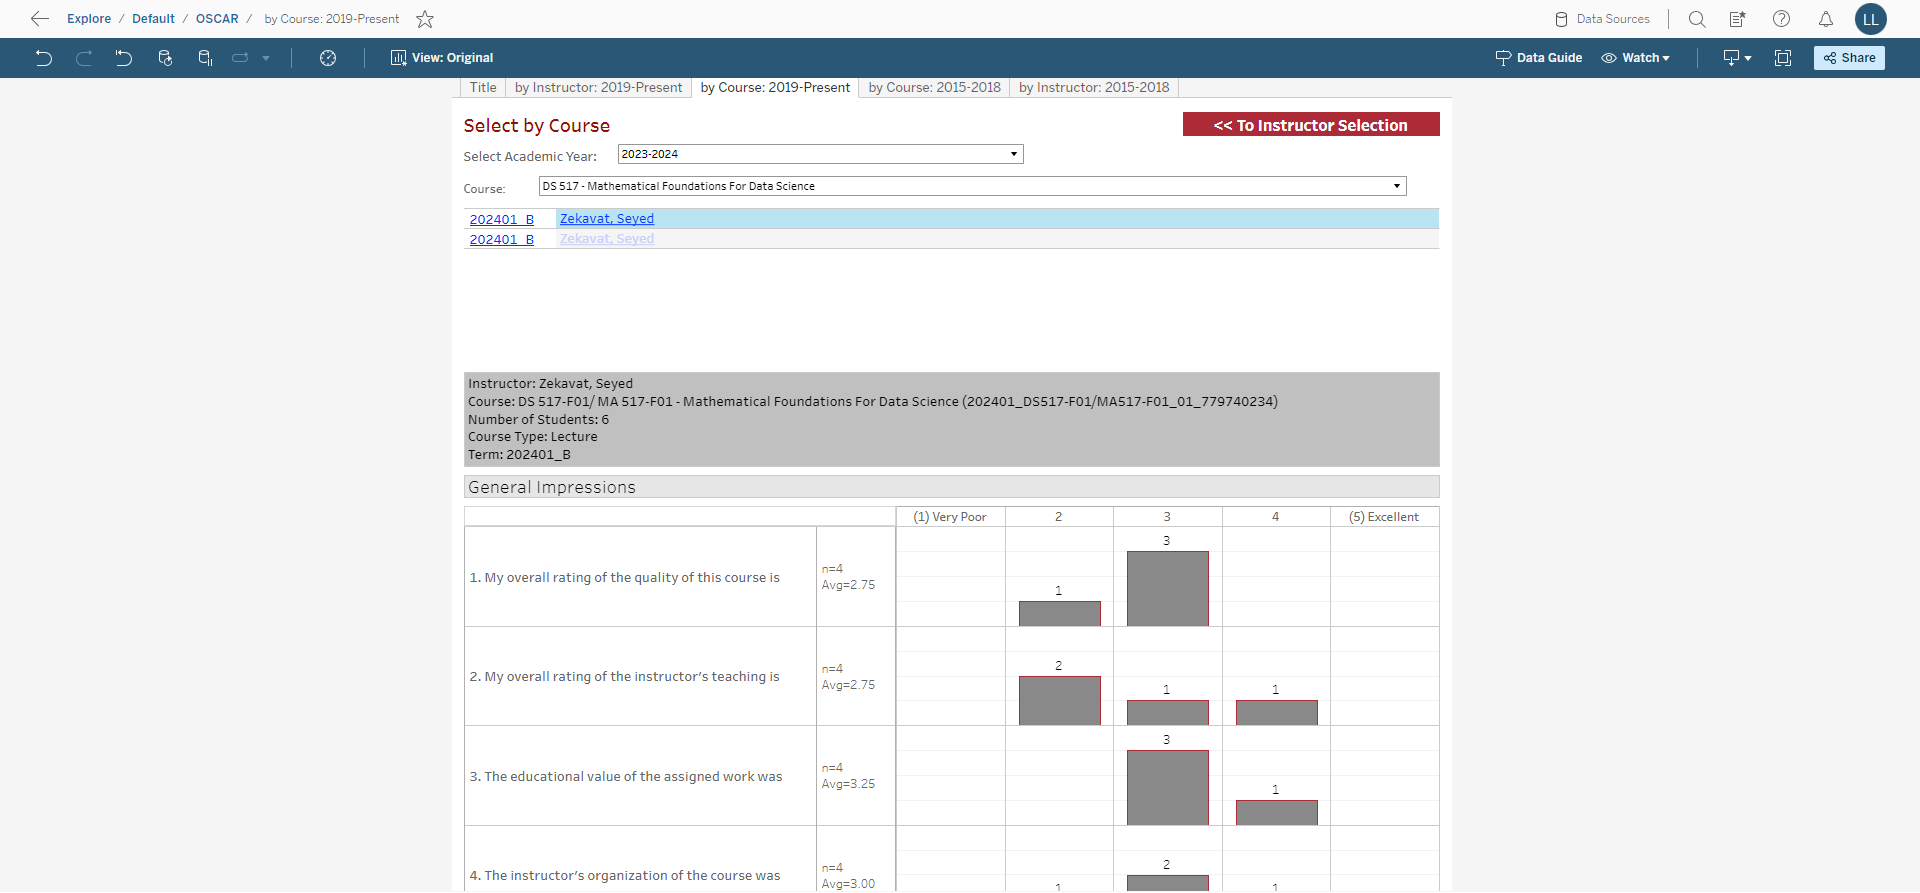 Explore / Default / OSCAR / by Course: 2019-Present
Data Sources
LL
View: Original
Data Guide
Watch
Share
Title
by Instructor: 2019-Present
by Course: 2019-Present
by Course: 2015-2018
by Instructor: 2015-2018
Select by Course
<< To Instructor Selection
Select Academic Year:
2023-2024
Course:
DS 517 - Mathematical Foundations For Data Science
202401_B Zekavat, Seyed
202401_B Zekavat, Seyed
Instructor: Zekavat, Seyed
Course: DS 517-F01/ MA 517-F01 - Mathematical Foundations For Data Science (202401_DS517-F01/MA517-F01_01_779740234)
Number of Students: 6
Course Type: Lecture
Term: 202401_B
General Impressions
(1) Very Poor 2 3 4 (5) Excellent
1. My overall rating of the quality of this course is
n=4
Avg=2.75
1 3
2. My overall rating of the instructor's teaching is
n=4
Avg=2.75
2 1 1
3. The educational value of the assigned work was
n=4
Avg=3.25
3 1
4. The instructor's organization of the course was
n=4
Avg=3.00
1 2 1